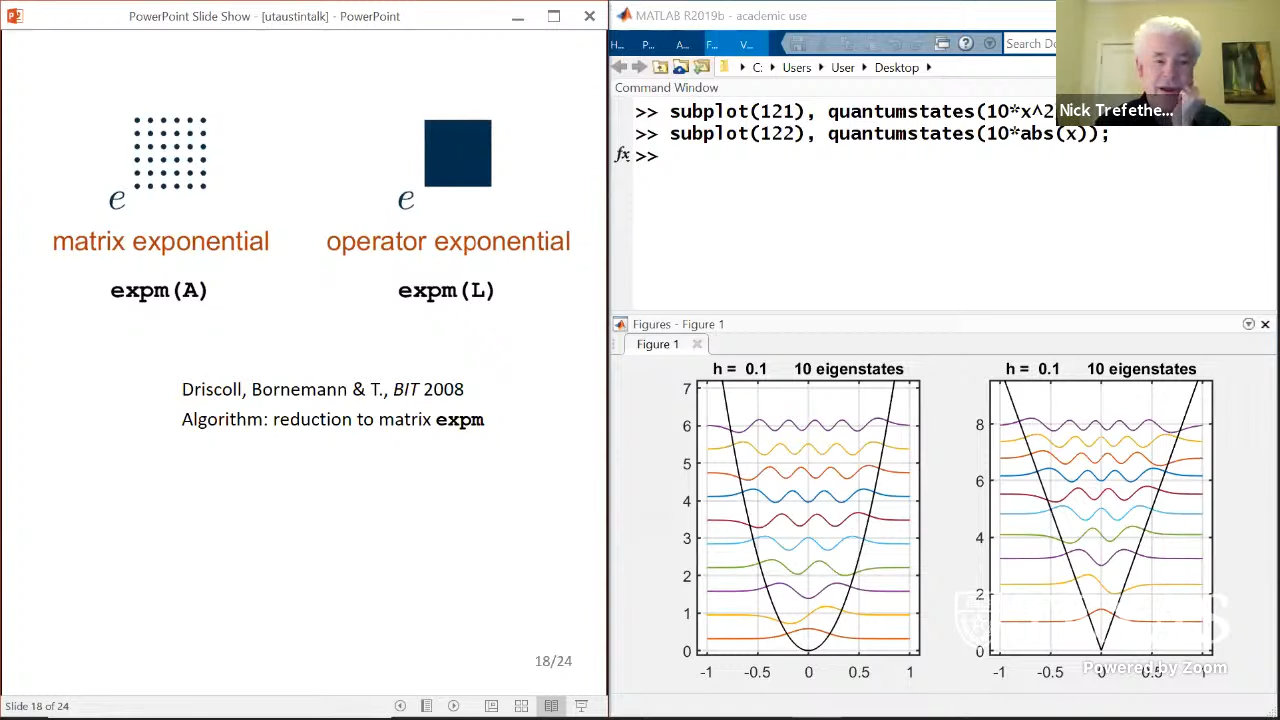 PowerPoint Slide Show - [utaustintalk] - PowerPoint
e
matrix exponential
expm(A)
e
operator exponential
expm(L)
Driscoll, Bornemann & T., BIT 2008
Algorithm: reduction to matrix expm
18/24
Slide 18 of 24
MATLAB R2019b - academic use
H... P... A... F... V...
Search Do
C: Users User Desktop
Command Window
>> subplot(121), quantumstates(10*x^2
>> subplot(122), quantumstates(10*abs(x));
fx >>
Nick Trefethe...
Figures - Figure 1
Figure 1
h = 0.1 10 eigenstates
7
6
5
4
3
2
1
0
-1 -0.5 0 0.5 1
h = 0.1 10 eigenstates
8
6
4
2
0
-1 -0.5 0 0.5 1
Powered by Zoom